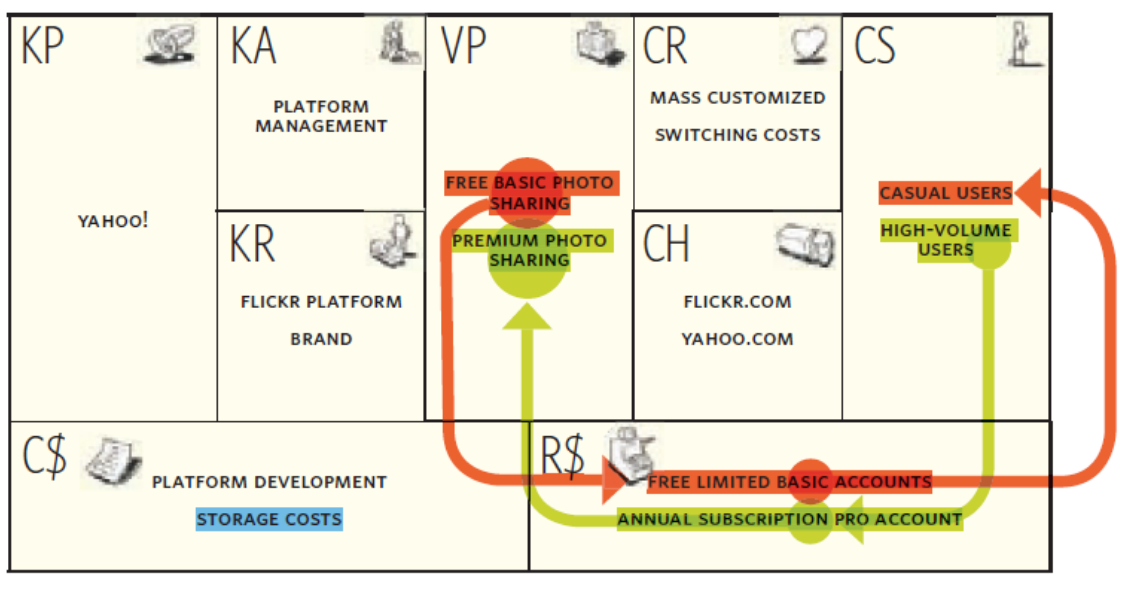 KP
YAHOO!
KA
PLATFORM
MANAGEMENT
KR
FLICKR PLATFORM
BRAND
VP
FREE BASIC PHOTO
SHARING
PREMIUM PHOTO
SHARING
CR
MASS CUSTOMIZED
SWITCHING COSTS
CH
FLICKR.COM
YAHOO.COM
CS
CASUAL USERS
HIGH-VOLUME
USERS
C$
PLATFORM DEVELOPMENT
STORAGE COSTS
R$
FREE LIMITED BASIC ACCOUNTS
ANNUAL SUBSCRIPTION PRO ACCOUNT